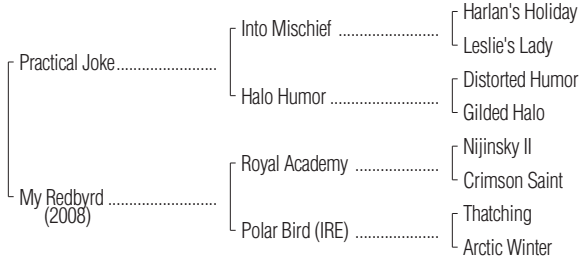 Harlan's Holiday
Into Mischief
Leslie's Lady
Practical Joke
Distorted Humor
Halo Humor
Gilded Halo
Nijinsky II
Royal Academy
Crimson Saint
My Redbyrd
(2008)
Thatching
Polar Bird (IRE)
Arctic Winter